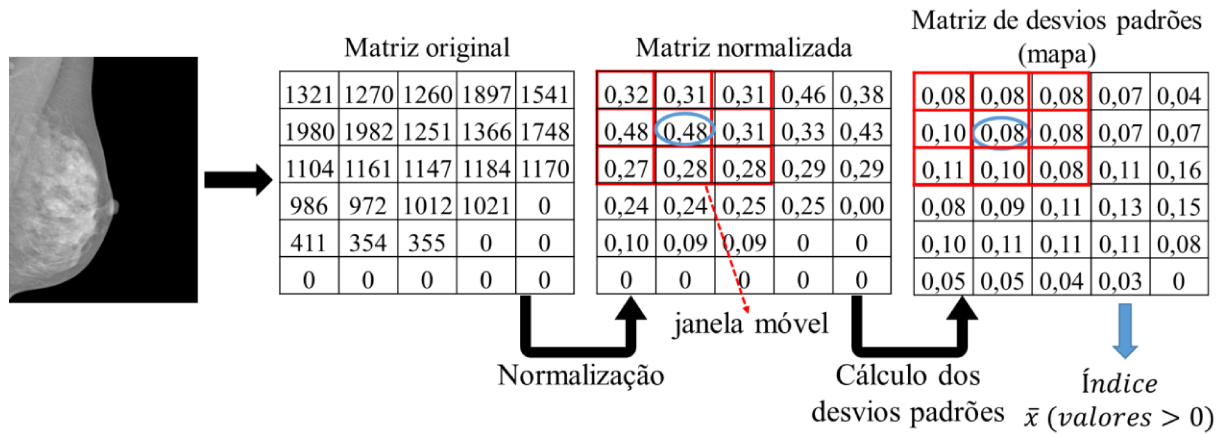 Matriz original
1321 1270 1260 1897 1541
1980 1982 1251 1366 1748
1104 1161 1147 1184 1170
986 972 1012 1021 0
411 354 355 0 0
0 0 0 0 0
Normalização
Matriz normalizada
0,32 0,31 0,31 0,46 0,38
0,48 0,48 0,31 0,33 0,43
0,27 0,28 0,28 0,29 0,29
0,24 0,24 0,25 0,25 0,00
0,10 0,09 0,09 0 0
0 0 0 0 0
janela móvel
Cálculo dos
desvios padrões
Matriz de desvios padrões
(mapa)
0,08 0,08 0,08 0,07 0,04
0,10 0,08 0,08 0,07 0,07
0,11 0,10 0,08 0,11 0,16
0,08 0,09 0,11 0,13 0,15
0,10 0,11 0,11 0,11 0,08
0,05 0,05 0,04 0,03 0
Índice
x̄ (valores > 0)